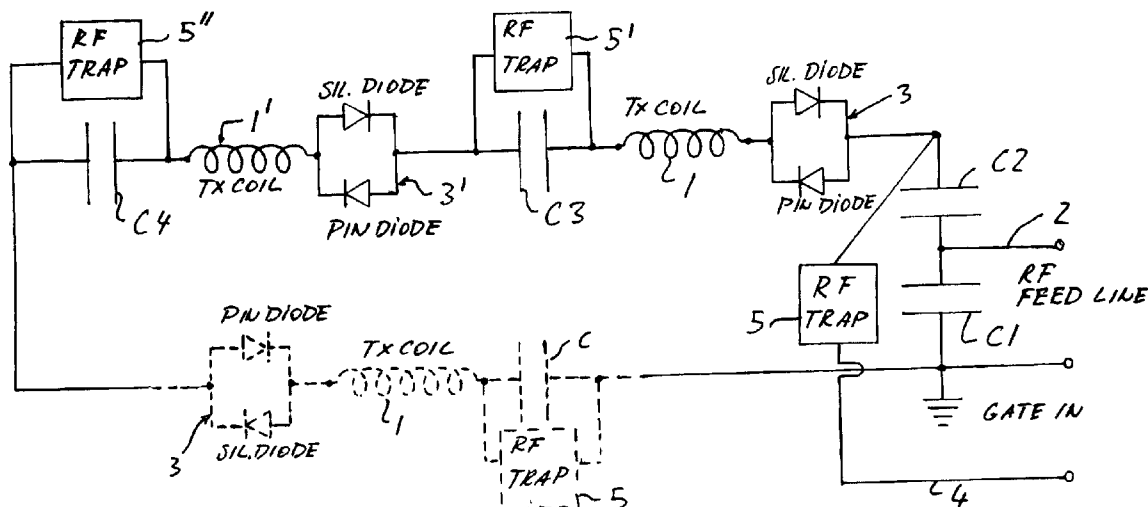 RF
TRAP
5"
RF
TRAP
5'
SIL. DIODE
SIL. DIODE
TX COIL
3
1'
TX COIL
C4
3'
PIN DIODE
C3
1
PIN DIODE
C2
2
RF
FEED LINE
RF
TRAP
5
C1
PIN DIODE
TX COIL
C
3
SIL. DIODE
1
RF
TRAP
5
GATE IN
4